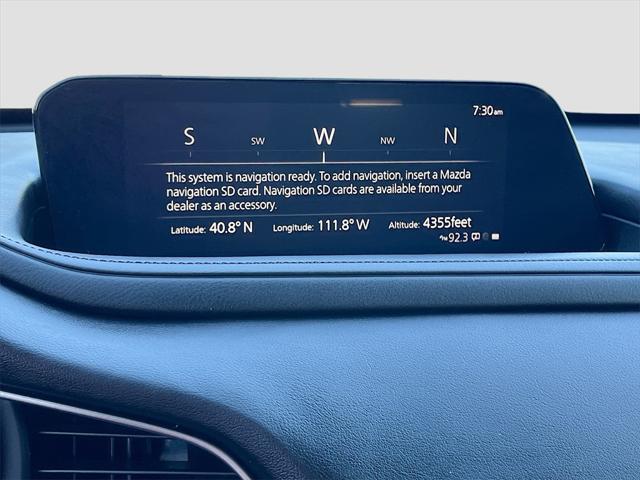 7:30am
S SW W NW N
This system is navigation ready. To add navigation, insert a Mazda
navigation SD card. Navigation SD cards are available from your
dealer as an accessory.
Latitude: 40.8° N Longitude: 111.8° W Altitude: 4355feet
92.3